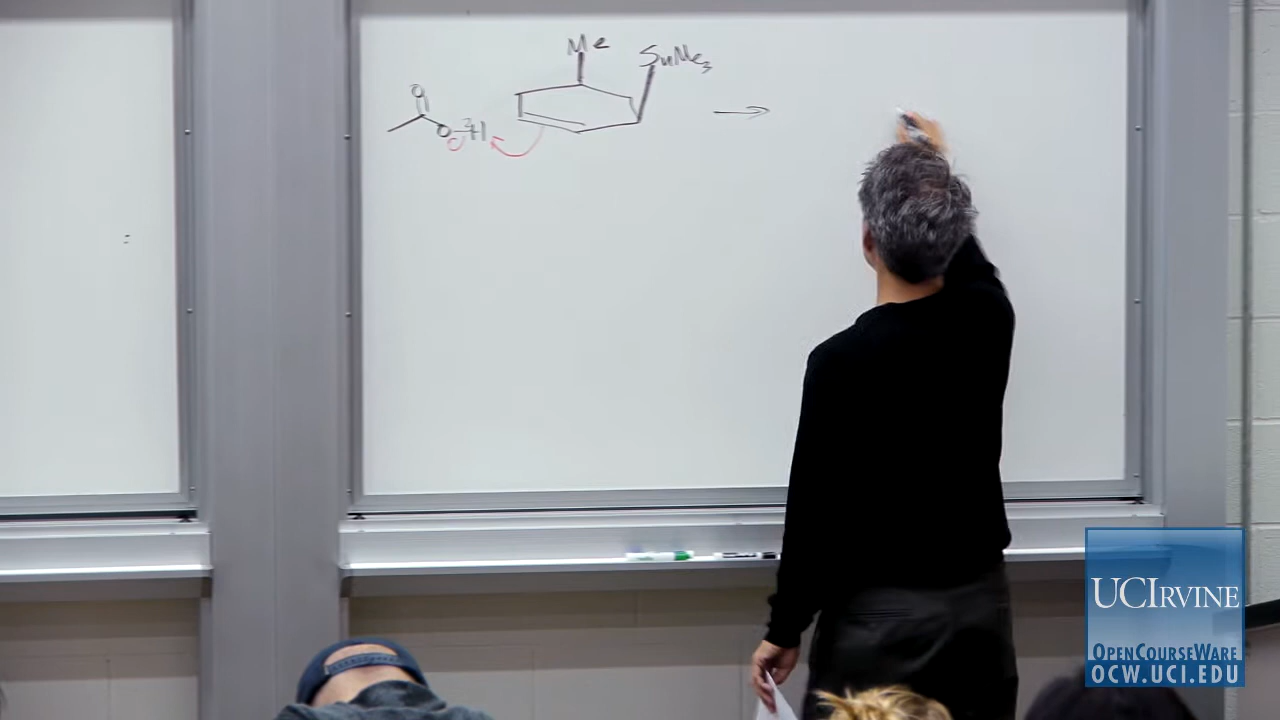 Me
SnMe₃
O
O
H
UCIRVINE
OPENCOURSEWARE
OCW.UCI.EDU